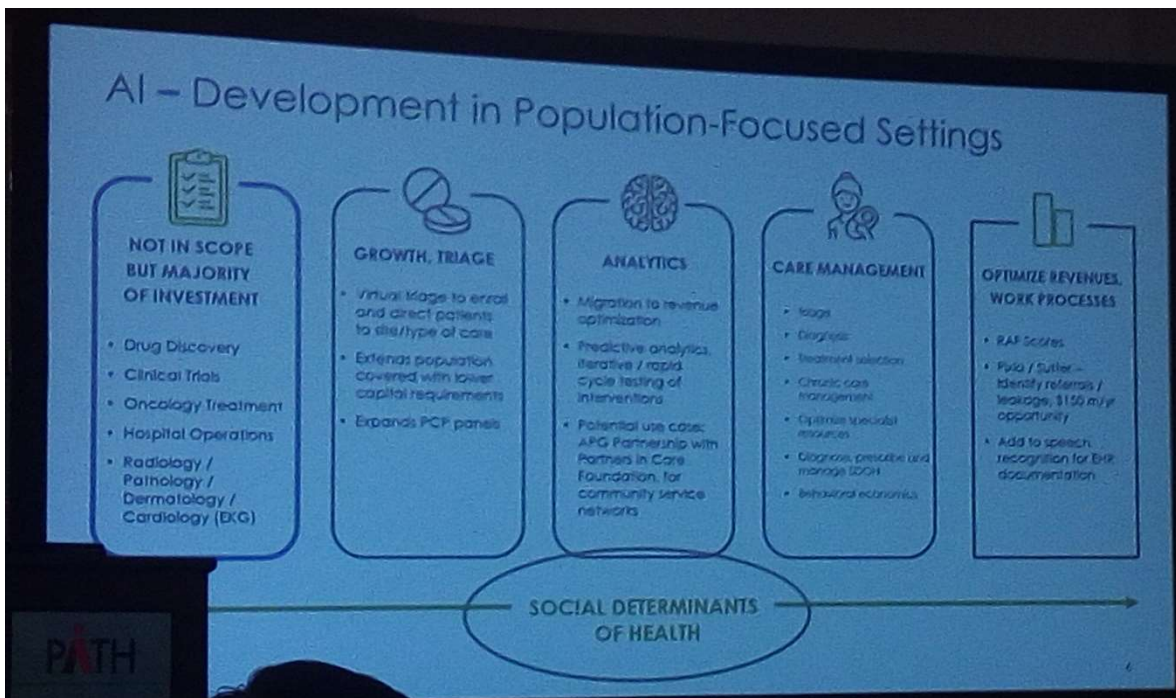 AI – Development in Population-Focused Settings
NOT IN SCOPE
BUT MAJORITY
OF INVESTMENT
• Drug Discovery
• Clinical Trials
• Oncology Treatment
• Hospital Operations
• Radiology /
Pathology /
Dermatology /
Cardiology (EKG)
GROWTH, TRIAGE
• Virtual triage to enroll
and direct patients
to site/type of care
• Extends population
covered with lower
capital requirements
• Expands PCP panels
ANALYTICS
• Migration to revenue
optimization
• Predictive analytics,
iterative / rapid
cycle testing of
interventions
• Potential use case:
APG Partnership with
Partners in Care
Foundation, for
community service
networks
CARE MANAGEMENT
• Triage
• Diagnosis
• Treatment selection
• Chronic care
management
• Optimize specialist
resources
• Diagnose, prescribe and
manage SDOH
• Behavioral economics
OPTIMIZE REVENUES,
WORK PROCESSES
• RAF Scores
• / Sutter –
Identify referrals /
leakage, $150 m/yr
opportunity
• Add to speech
recognition for EHR
documentation
SOCIAL DETERMINANTS
OF HEALTH
6
PATH